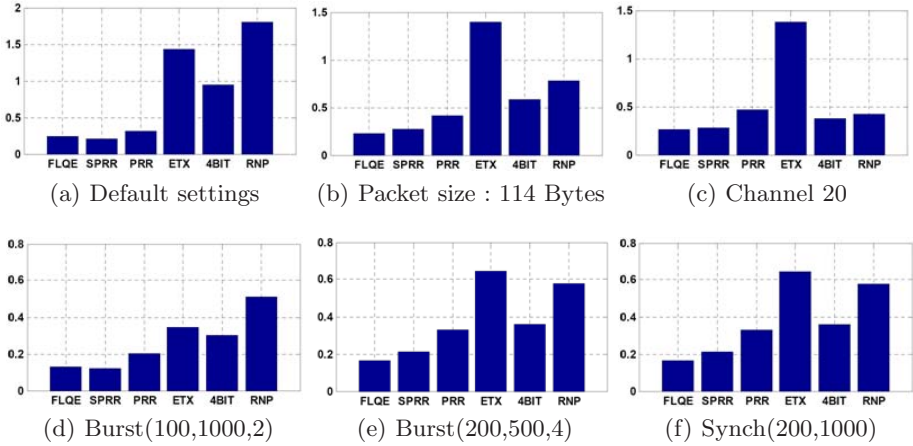 2
1.5
1
0.5
0
FLQE SPRR PRR ETX 4BIT RNP
(a) Default settings
1.5
1
0.5
0
FLQE SPRR PRR ETX 4BIT RNP
(b) Packet size : 114 Bytes
1.5
1
0.5
0
FLQE SPRR PRR ETX 4BIT RNP
(c) Channel 20
0.8
0.6
0.4
0.2
0
FLQE SPRR PRR ETX 4BIT RNP
(d) Burst(100,1000,2)
0.8
0.6
0.4
0.2
0
FLQE SPRR PRR ETX 4BIT RNP
(e) Burst(200,500,4)
0.8
0.6
0.4
0.2
0
FLQE SPRR PRR ETX 4BIT RNP
(f) Synch(200,1000)